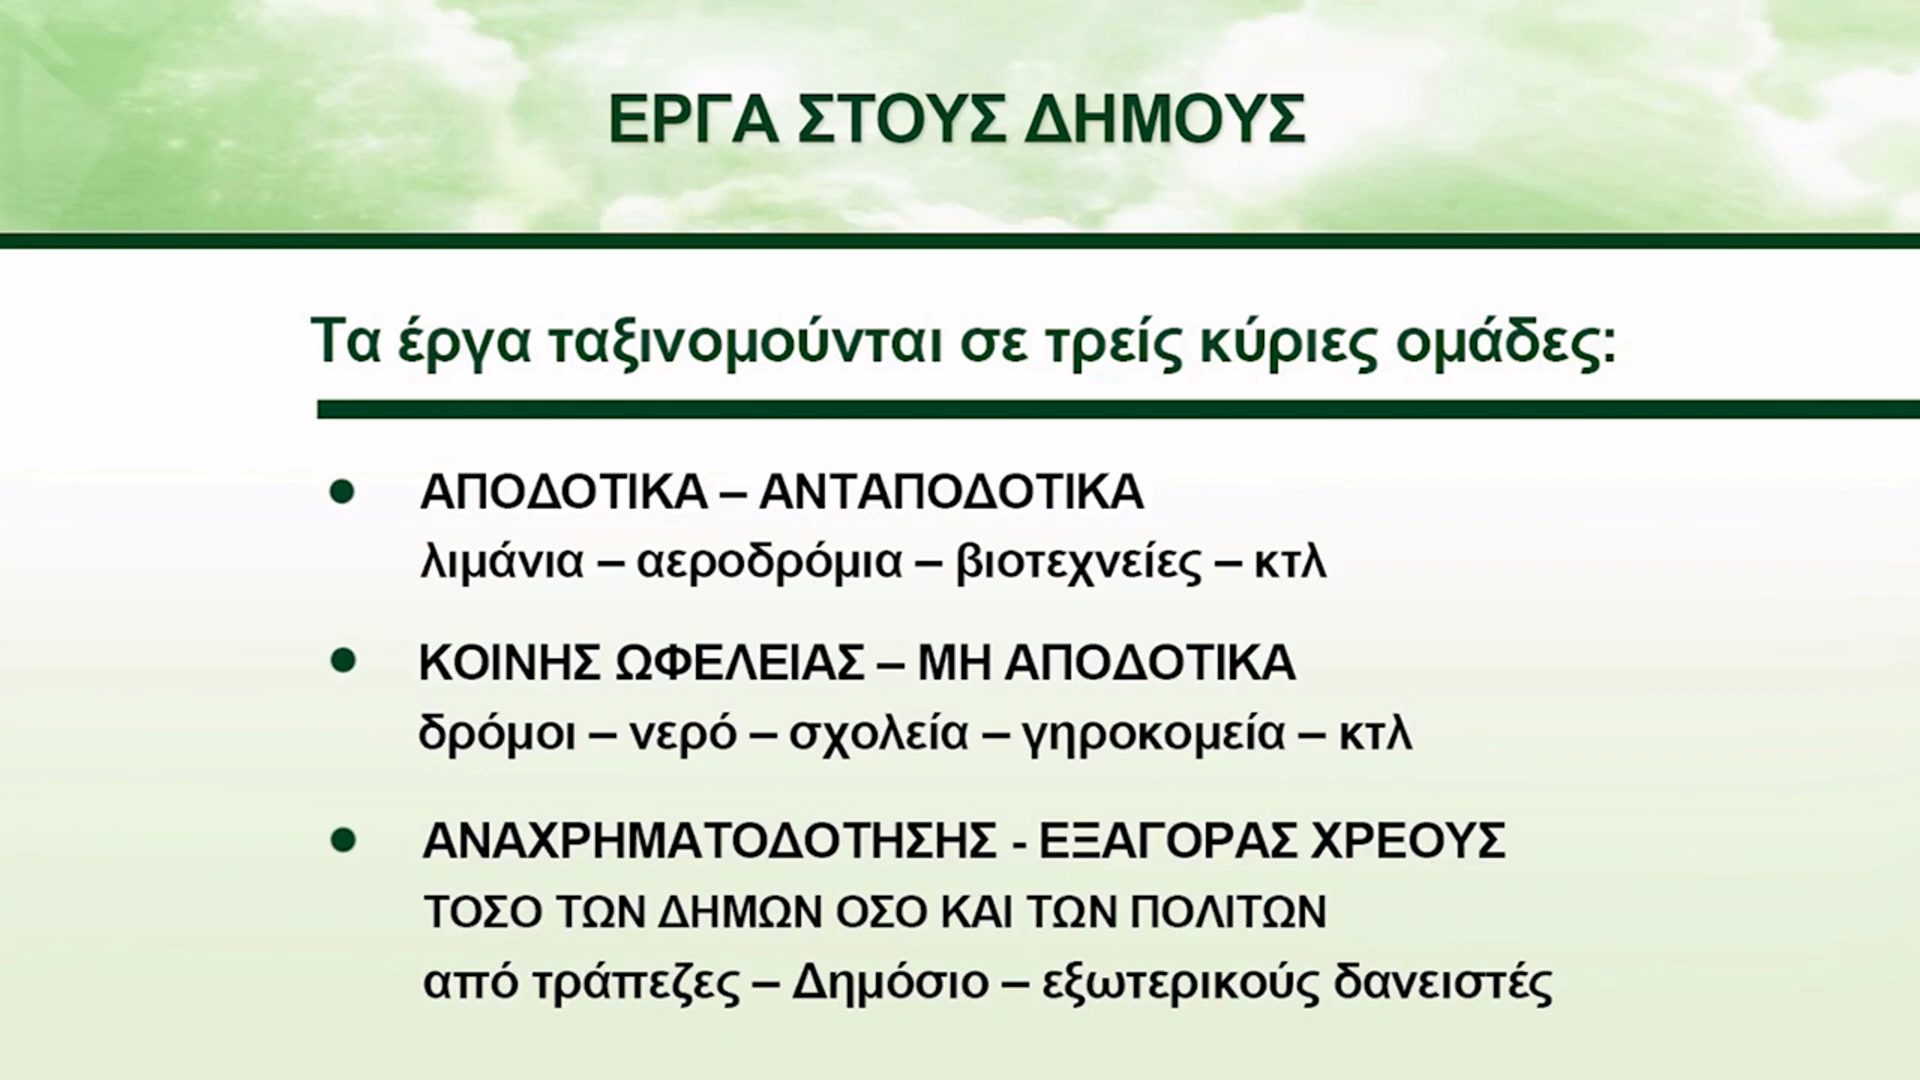 ΕΡΓΑ ΣΤΟΥΣ ΔΗΜΟΥΣ
Τα έργα ταξινομούνται σε τρείς κύριες ομάδες:
• ΑΠΟΔΟΤΙΚΑ – ΑΝΤΑΠΟΔΟΤΙΚΑ
λιμάνια – αεροδρόμια – βιοτεχνείες – κτλ
• ΚΟΙΝΗΣ ΩΦΕΛΕΙΑΣ – ΜΗ ΑΠΟΔΟΤΙΚΑ
δρόμοι – νερό – σχολεία – γηροκομεία – κτλ
• ΑΝΑΧΡΗΜΑΤΟΔΟΤΗΣΗΣ - ΕΞΑΓΟΡΑΣ ΧΡΕΟΥΣ
ΤΟΣΟ ΤΩΝ ΔΗΜΩΝ ΟΣΟ ΚΑΙ ΤΩΝ ΠΟΛΙΤΩΝ
από τράπεζες – Δημόσιο – εξωτερικούς δανειστές